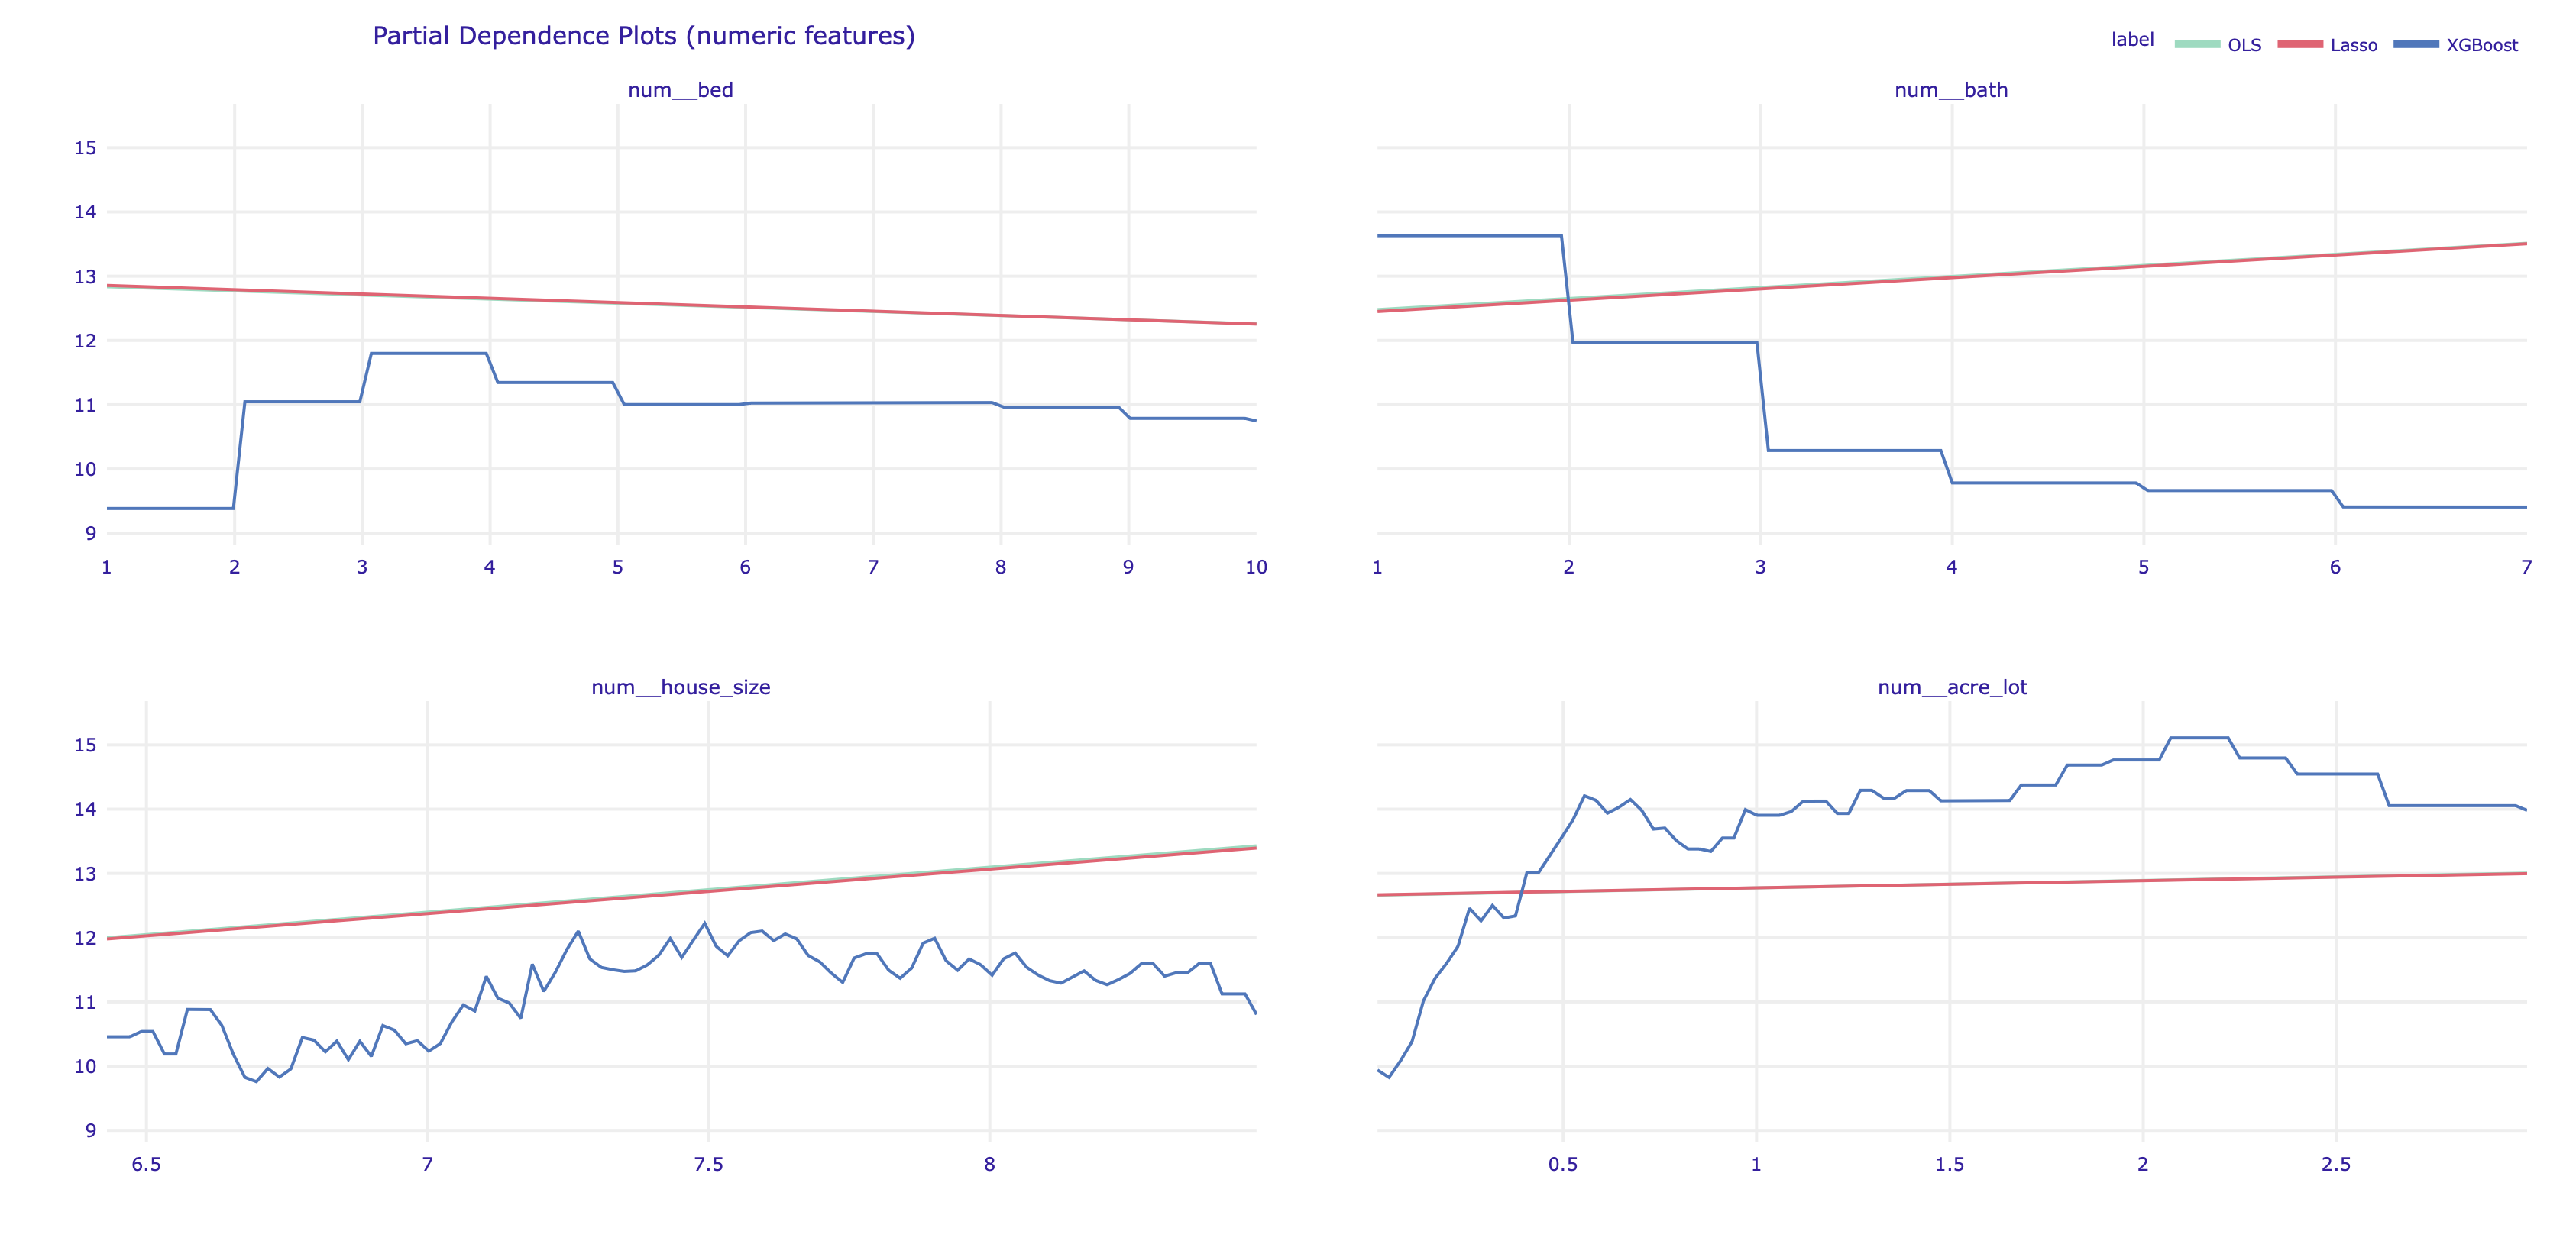 Partial Dependence Plots (numeric features)
label OLS Lasso XGBoost
num__bed
15
14
13
12
11
10
9
1 2 3 4 5 6 7 8 9 10
num__bath
1 2 3 4 5 6 7
num__house_size
15
14
13
12
11
10
9
6.5 7 7.5 8
num__acre_lot
0.5 1 1.5 2 2.5